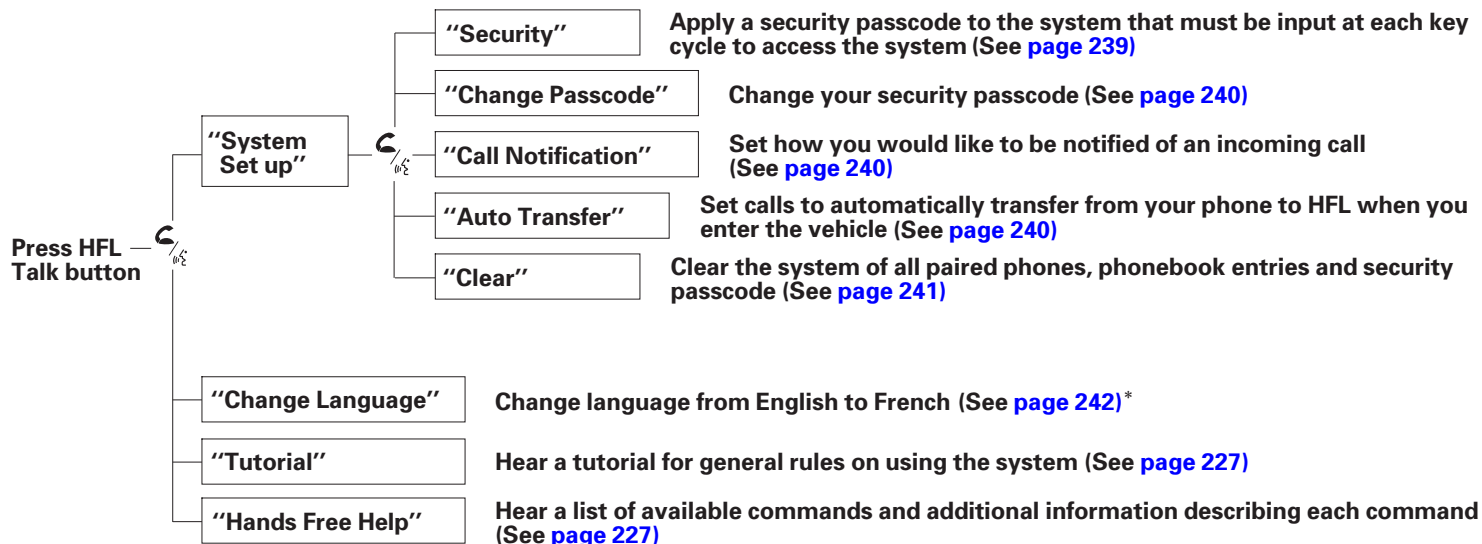 Press HFL
Talk button
"System
Set up"
"Security"
Apply a security passcode to the system that must be input at each key
cycle to access the system (See page 239)
"Change Passcode"
Change your security passcode (See page 240)
"Call Notification"
Set how you would like to be notified of an incoming call
(See page 240)
"Auto Transfer"
Set calls to automatically transfer from your phone to HFL when you
enter the vehicle (See page 240)
"Clear"
Clear the system of all paired phones, phonebook entries and security
passcode (See page 241)
"Change Language"
Change language from English to French (See page 242)*
"Tutorial"
Hear a tutorial for general rules on using the system (See page 227)
"Hands Free Help"
Hear a list of available commands and additional information describing each command
(See page 227)